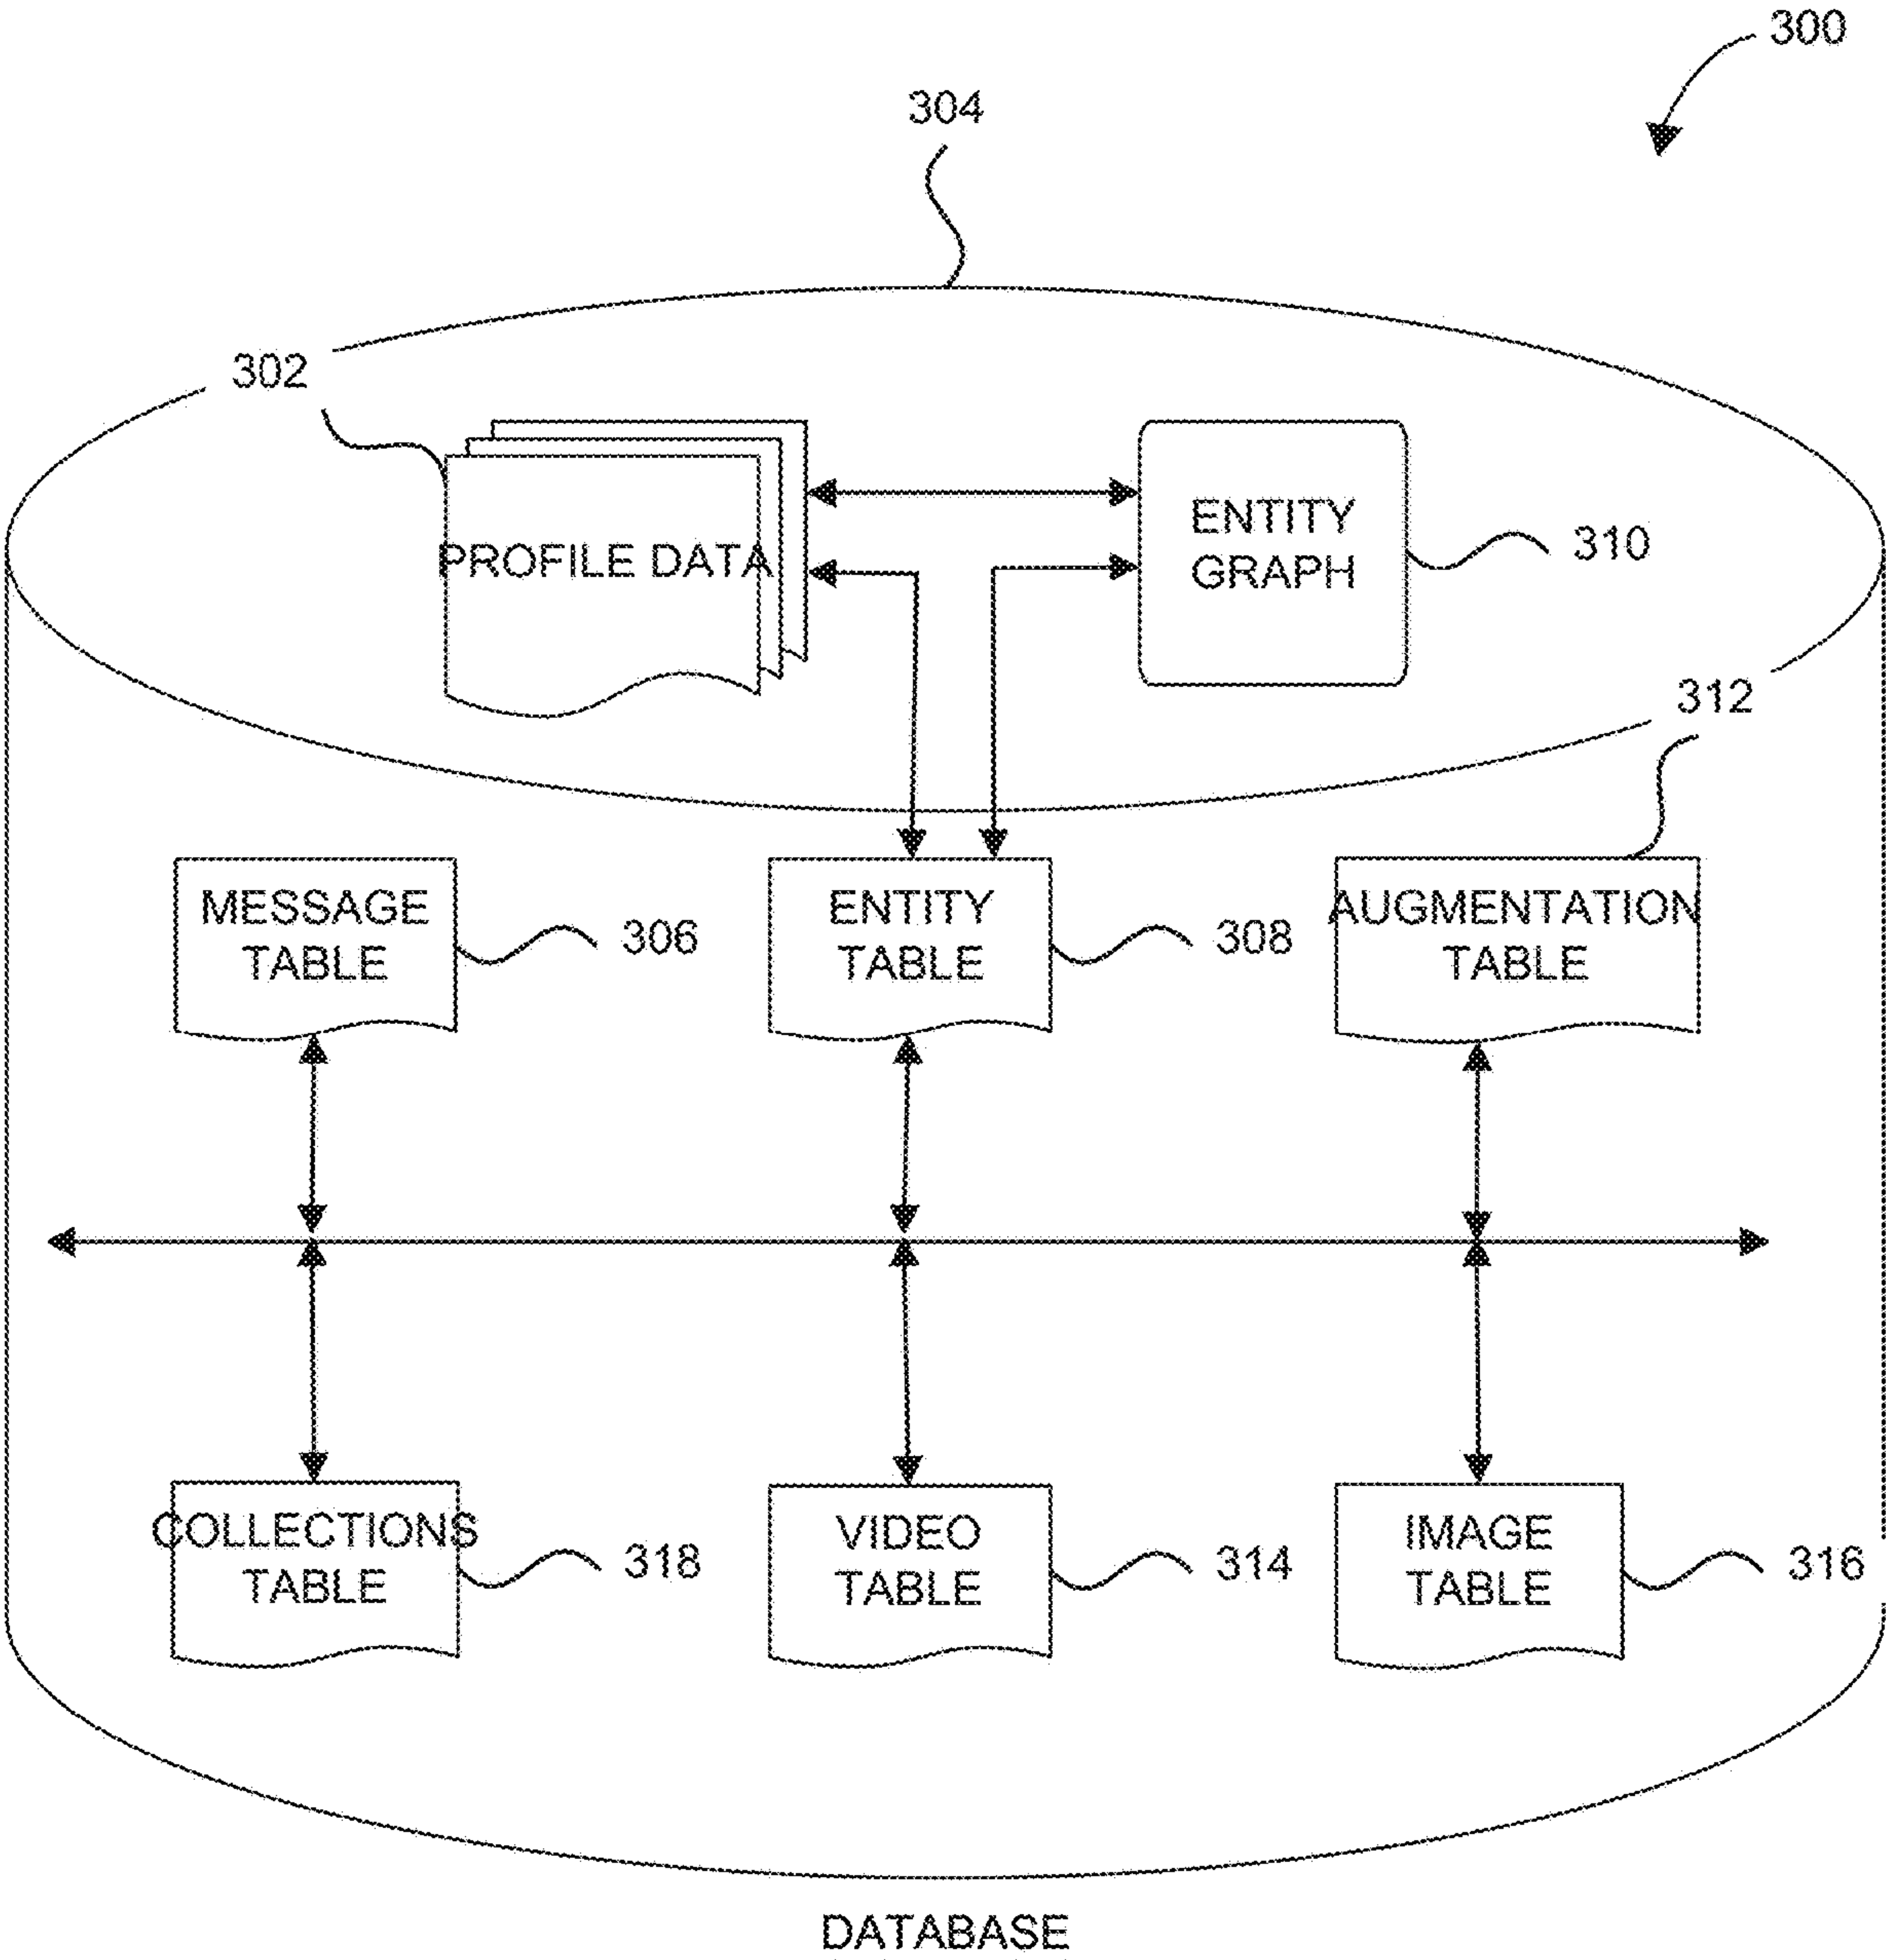 300
304
302
PROFILE DATA
ENTITY
GRAPH
310
312
MESSAGE
TABLE
306
ENTITY
TABLE
308
AUGMENTATION
TABLE
COLLECTIONS
TABLE
318
VIDEO
TABLE
314
IMAGE
TABLE
316
DATABASE